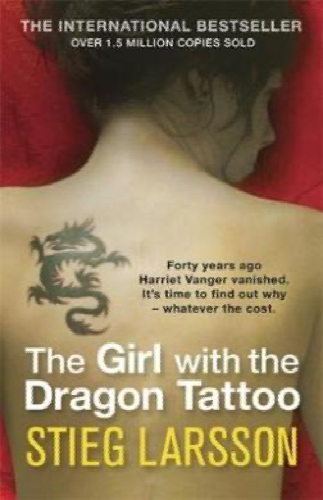 THE INTERNATIONAL BESTSELLER
OVER 1.5 MILLION COPIES SOLD
Forty years ago
Harriet Vanger vanished.
It's time to find out why
– whatever the cost.
The Girl with the
Dragon Tattoo
STIEG LARSSON